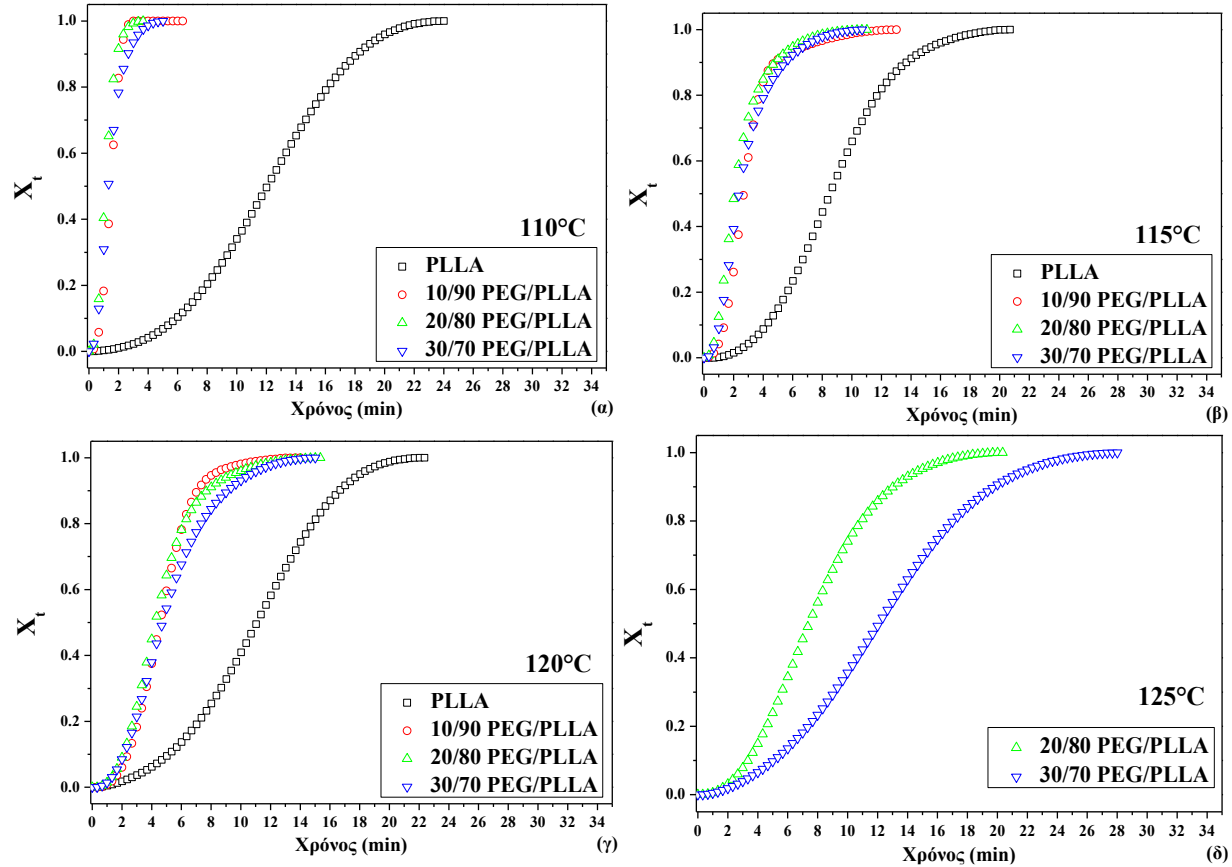 X_t
1.0
0.8
0.6
0.4
0.2
0.0
110°C
PLLA
10/90 PEG/PLLA
20/80 PEG/PLLA
30/70 PEG/PLLA
0 2 4 6 8 10 12 14 16 18 20 22 24 26 28 30 32 34
Χρόνος (min)
(α)
X_t
1.0
0.8
0.6
0.4
0.2
0.0
115°C
PLLA
10/90 PEG/PLLA
20/80 PEG/PLLA
30/70 PEG/PLLA
0 2 4 6 8 10 12 14 16 18 20 22 24 26 28 30 32 34
Χρόνος (min)
(β)
X_t
1.0
0.8
0.6
0.4
0.2
0.0
120°C
PLLA
10/90 PEG/PLLA
20/80 PEG/PLLA
30/70 PEG/PLLA
0 2 4 6 8 10 12 14 16 18 20 22 24 26 28 30 32 34
Χρόνος (min)
(γ)
X_t
1.0
0.8
0.6
0.4
0.2
0.0
125°C
20/80 PEG/PLLA
30/70 PEG/PLLA
0 2 4 6 8 10 12 14 16 18 20 22 24 26 28 30 32 34
Χρόνος (min)
(δ)